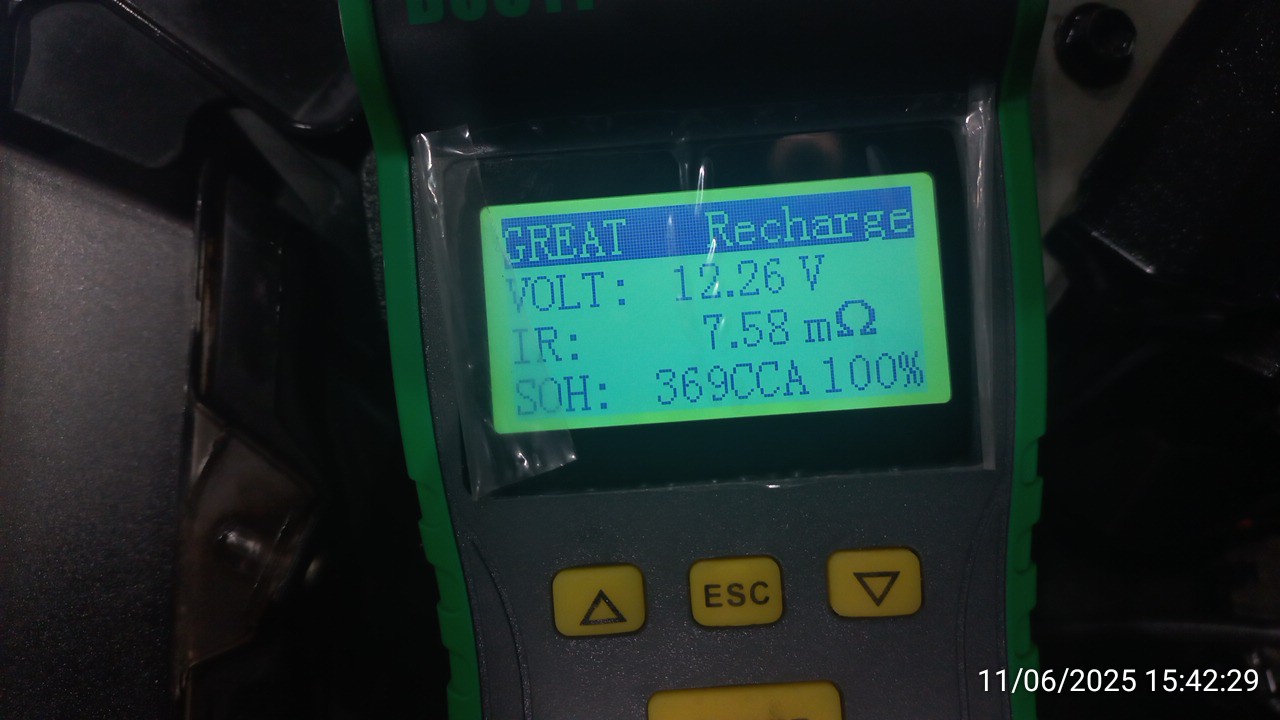 GREAT Recharge
VOLT: 12.26 V
IR: 7.58 mΩ
SOH: 369CCA 100%
ESC
11/06/2025 15:42:29